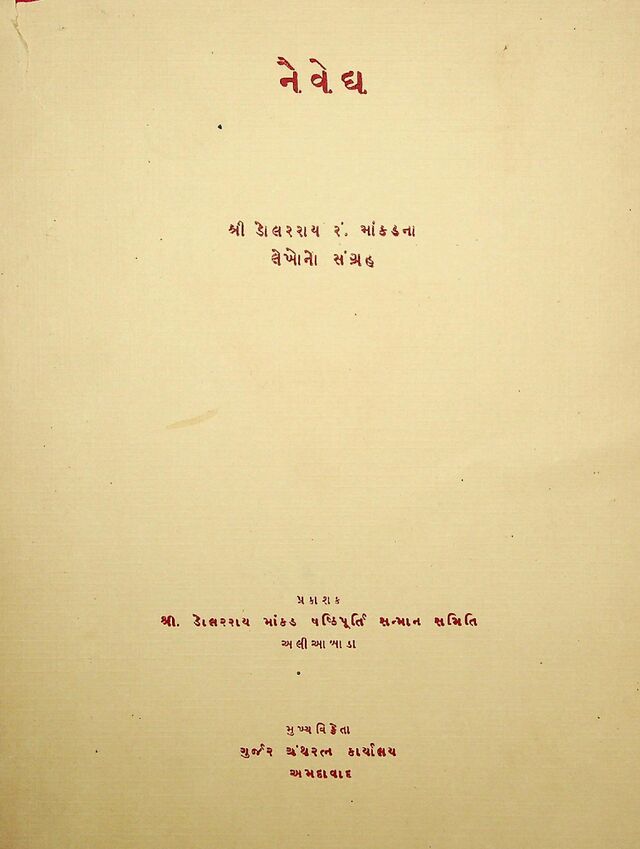 નૈવેદ્ય
શ્રી ડોલરરાય રં. માંકડના
લેખોનો સંગ્રહ
પ્રકાશક
શ્રી. ડોલરરાય માંકડ ષષ્ઠિપૂર્તિ સન્માન સમિતિ
અલીઆબાડા
મુખ્ય વિક્રેતા
ગુર્જર ગ્રંથરત્ન કાર્યાલય
અમદાવાદ